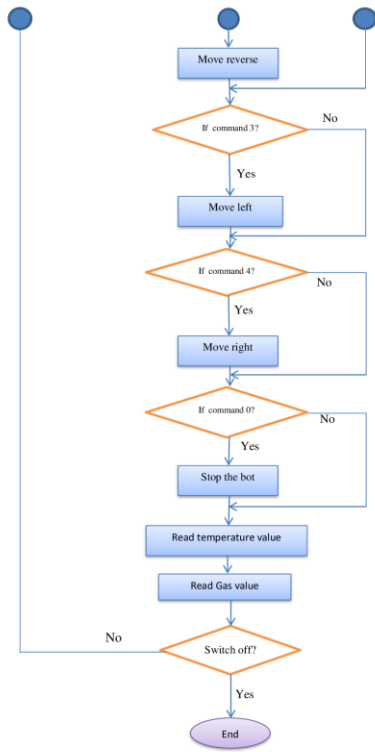 Move reverse
If command 3?
No
Yes
Move left
If command 4?
No
Yes
Move right
If command 0?
No
Yes
Stop the bot
Read temperature value
Read Gas value
No
Switch off?
Yes
End